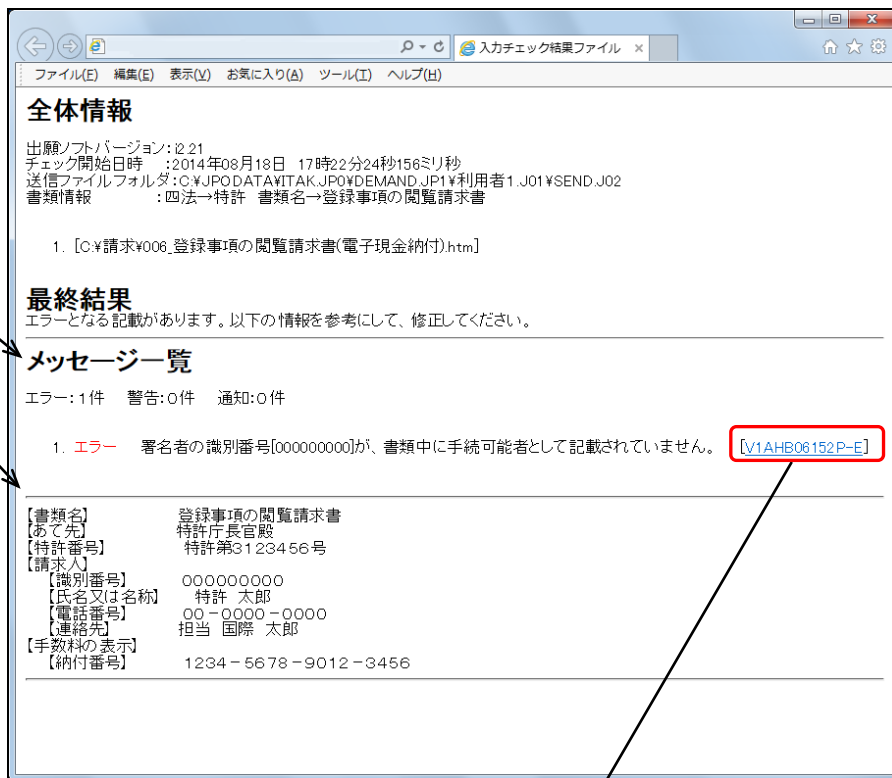 入力チェック結果ファイル ×
ファイル(F) 編集(E) 表示(V) お気に入り(A) ツール(T) ヘルプ(H)
全体情報
出願ソフトバージョン:i2.21
チェック開始日時 :2014年08月18日 17時22分24秒156ミリ秒
送信ファイルフォルダ:C:¥JPODATA¥ITAK.JP0¥DEMAND.JP1¥利用者1.J01¥SEND.J02
書類情報 :四法→特許 書類名→登録事項の閲覧請求書
1. [C:¥請求¥006_登録事項の閲覧請求書(電子現金納付).htm]
最終結果
エラーとなる記載があります。以下の情報を参考にして、修正してください。
メッセージ一覧
エラー:1件 警告:0件 通知:0件
1. エラー 署名者の識別番号[000000000]が、書類中に手続可能者として記載されていません。 [V1AHB06152P-E]
【書類名】 登録事項の閲覧請求書
【あて先】 特許庁長官殿
【特許番号】 特許第3123456号
【請求人】
【識別番号】 000000000
【氏名又は名称】 特許 太郎
【電話番号】 00-0000-0000
【連絡先】 担当 国際 太郎
【手数料の表示】
【納付番号】 1234-5678-9012-3456